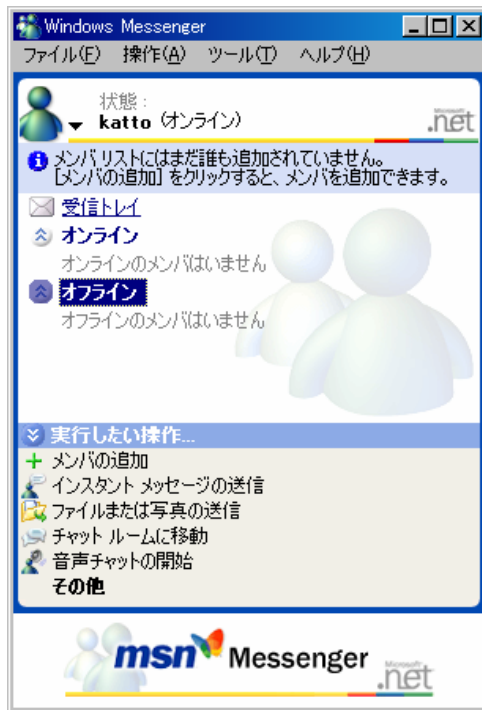 Windows Messenger
ファイル(F) 操作(A) ツール(T) ヘルプ(H)
状態:
katto (オンライン)
Microsoft
.net
メンバ リストにはまだ誰も追加されていません。
[メンバの追加] をクリックすると、メンバを追加できます。
受信トレイ
オンライン
オンラインのメンバはいません
オフライン
オフラインのメンバはいません
実行したい操作...
メンバの追加
インスタント メッセージの送信
ファイルまたは写真の送信
チャット ルームに移動
音声チャットの開始
その他
msn Messenger
Microsoft
.net